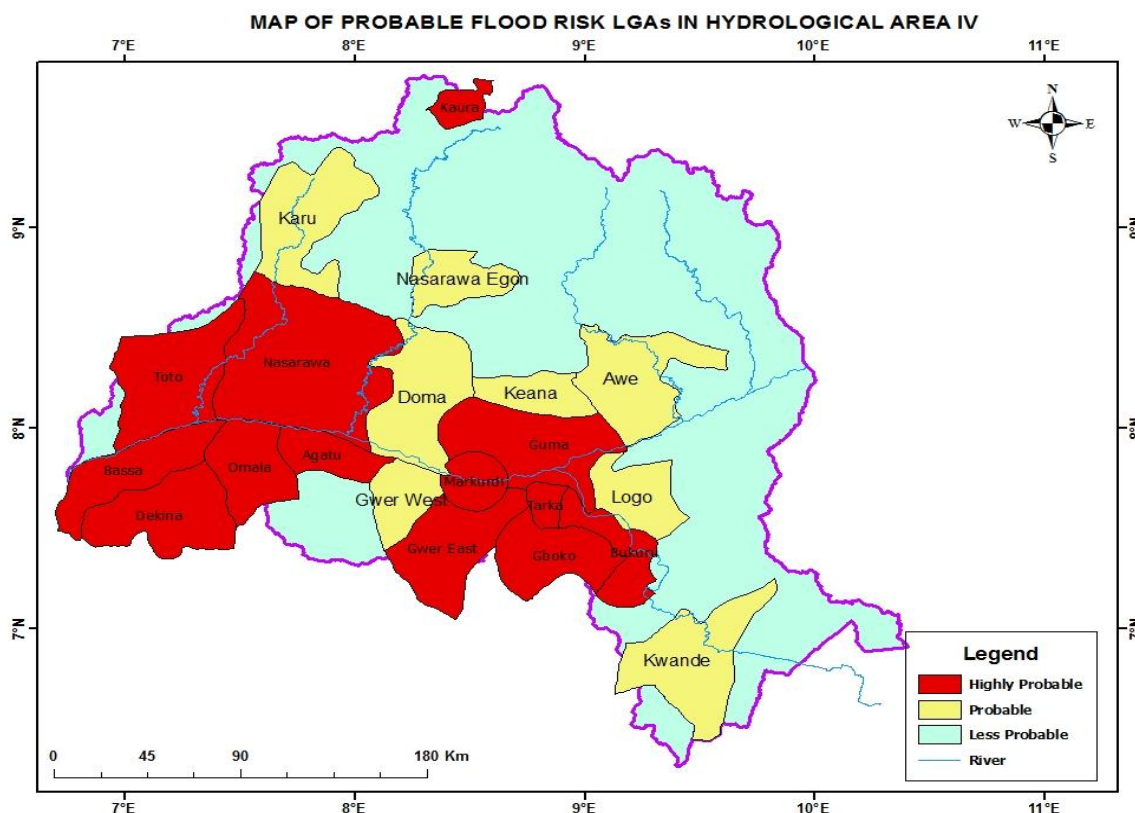 MAP OF PROBABLE FLOOD RISK LGAs IN HYDROLOGICAL AREA IV
7°E 8°E 9°E 10°E 11°E
N
W E
S
Kaura
Karu
9°N 9°N
Nasarawa Egon
Nasarawa
Toto
Doma
Keana
Awe
8°N 8°N
Guma
Agatu
Omala
Bassa
Markurdi
Gwer West
Logo
Tarka
Dekina
Gwer East
Gboko
Bukuru
7°N 7°N
Kwande
Legend
Highly Probable
Probable
Less Probable
River
0 45 90 180 Km
7°E 8°E 9°E 10°E 11°E